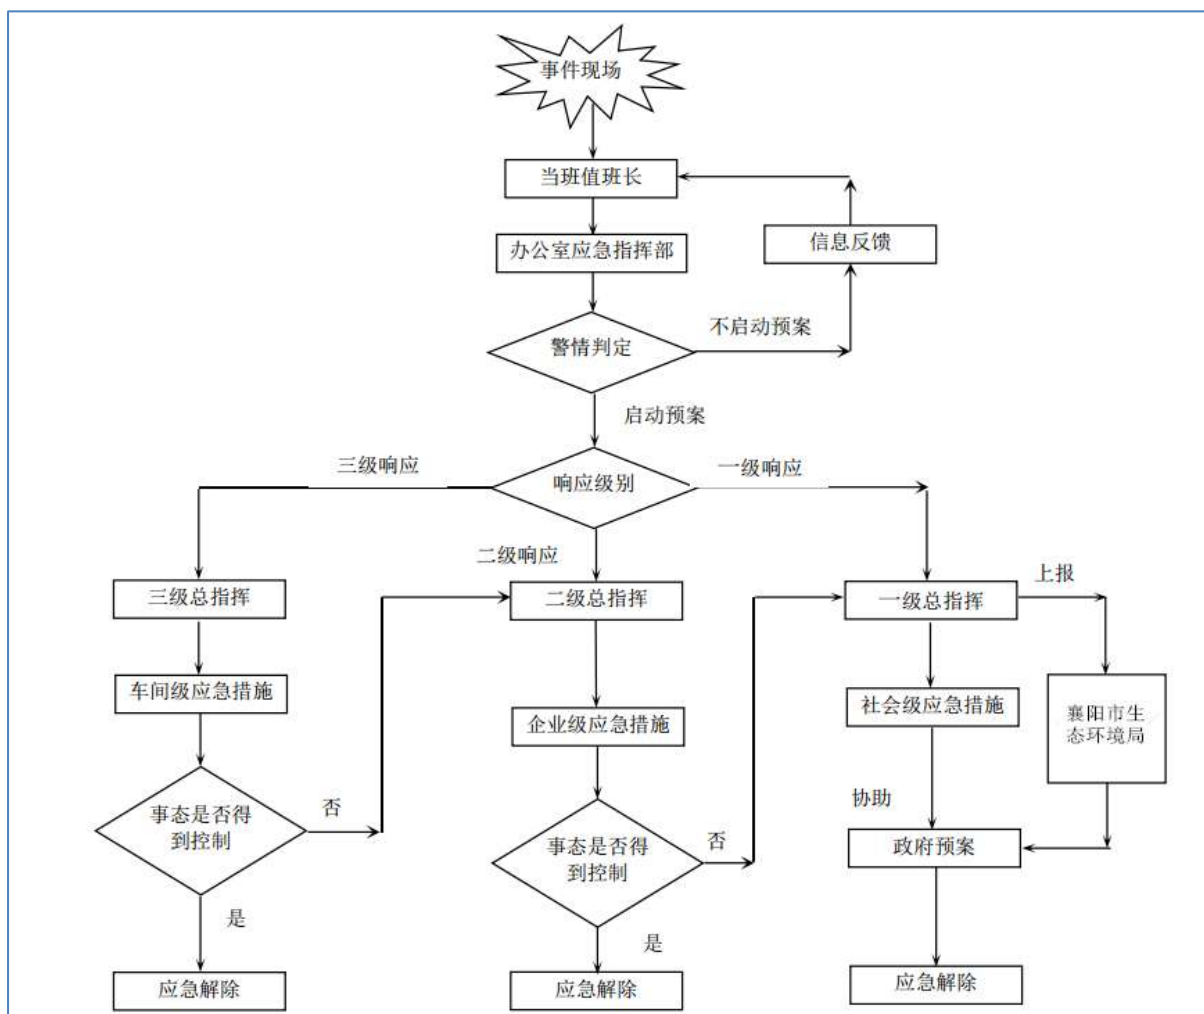 事件现场
当班值班长
信息反馈
办公室应急指挥部
不启动预案
警情判定
启动预案
三级响应
一级响应
响应级别
二级响应
上报
三级总指挥
二级总指挥
一级总指挥
车间级应急措施
社会级应急措施
襄阳市生
态环境局
企业级应急措施
协助
否
事态是否得
到控制
否
事态是否得
到控制
政府预案
是
是
应急解除
应急解除
应急解除